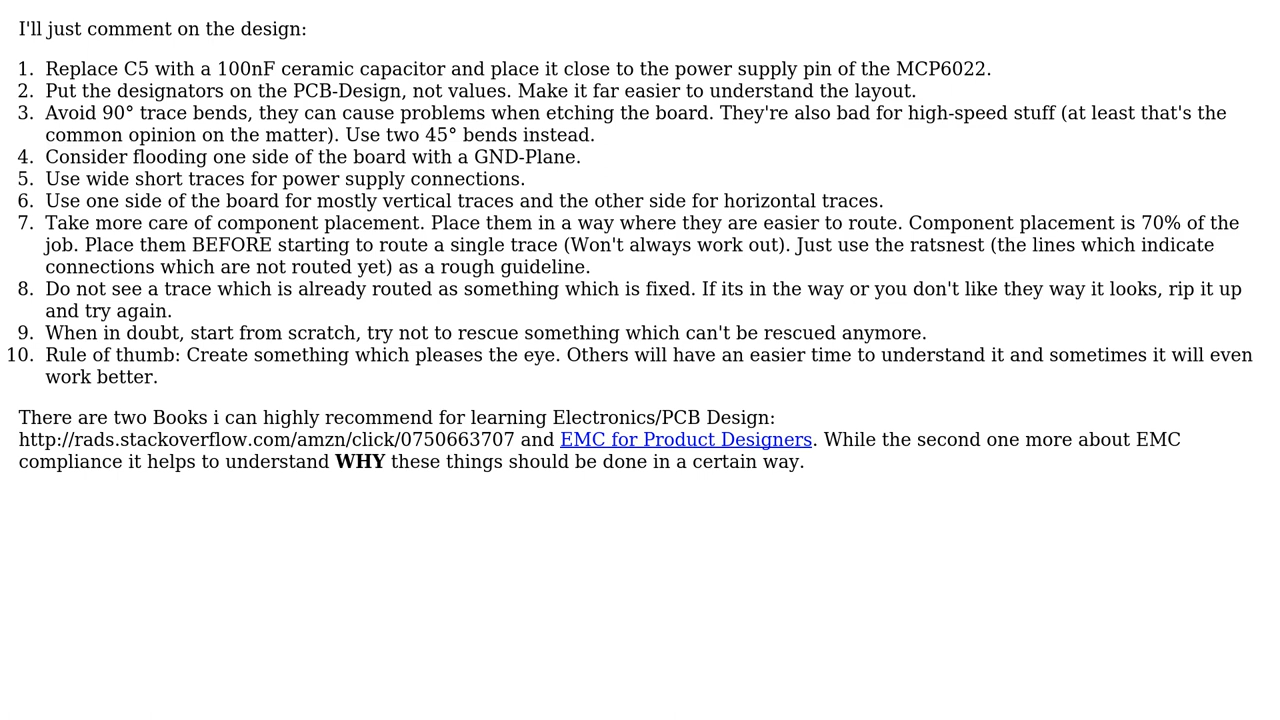 I'll just comment on the design:
1. Replace C5 with a 100nF ceramic capacitor and place it close to the power supply pin of the MCP6022.
2. Put the designators on the PCB-Design, not values. Make it far easier to understand the layout.
3. Avoid 90° trace bends, they can cause problems when etching the board. They're also bad for high-speed stuff (at least that's the
common opinion on the matter). Use two 45° bends instead.
4. Consider flooding one side of the board with a GND-Plane.
5. Use wide short traces for power supply connections.
6. Use one side of the board for mostly vertical traces and the other side for horizontal traces.
7. Take more care of component placement. Place them in a way where they are easier to route. Component placement is 70% of the
job. Place them BEFORE starting to route a single trace (Won't always work out). Just use the ratsnest (the lines which indicate
connections which are not routed yet) as a rough guideline.
8. Do not see a trace which is already routed as something which is fixed. If its in the way or you don't like they way it looks, rip it up
and try again.
9. When in doubt, start from scratch, try not to rescue something which can't be rescued anymore.
10. Rule of thumb: Create something which pleases the eye. Others will have an easier time to understand it and sometimes it will even
work better.
There are two Books i can highly recommend for learning Electronics/PCB Design:
http://rads.stackoverflow.com/amzn/click/0750663707 and EMC for Product Designers. While the second one more about EMC
compliance it helps to understand WHY these things should be done in a certain way.